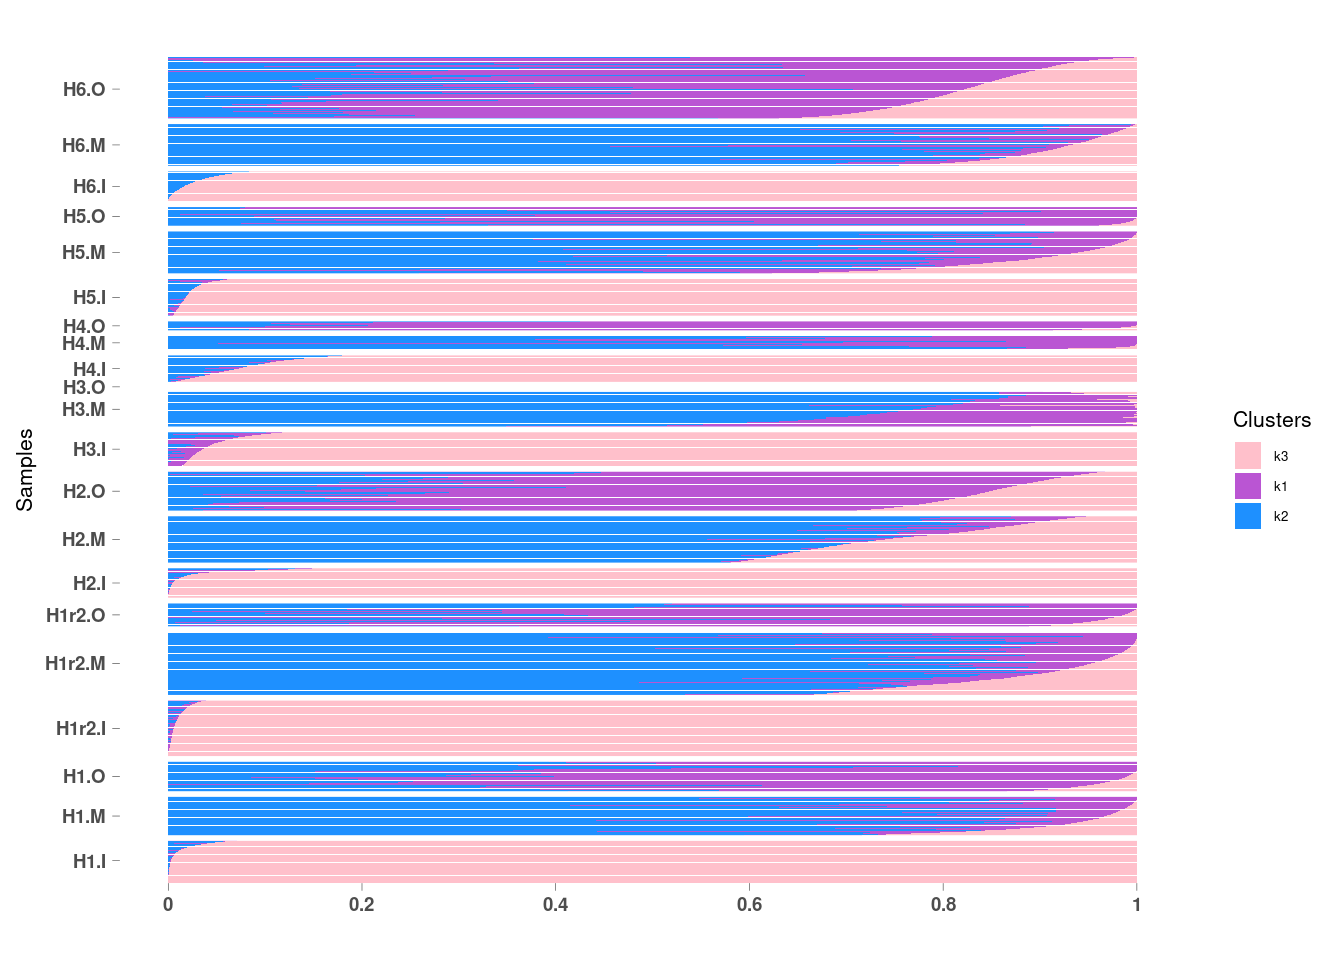 H6.O
H6.M
H6.I
H5.O
H5.M
H5.I
H4.O
H4.M
H4.I
H3.O
H3.M
H3.I
H2.O
H2.M
H2.I
H1r2.O
H1r2.M
H1r2.I
H1.O
H1.M
H1.I
Samples
0 0.2 0.4 0.6 0.8 1
Clusters
k3
k1
k2